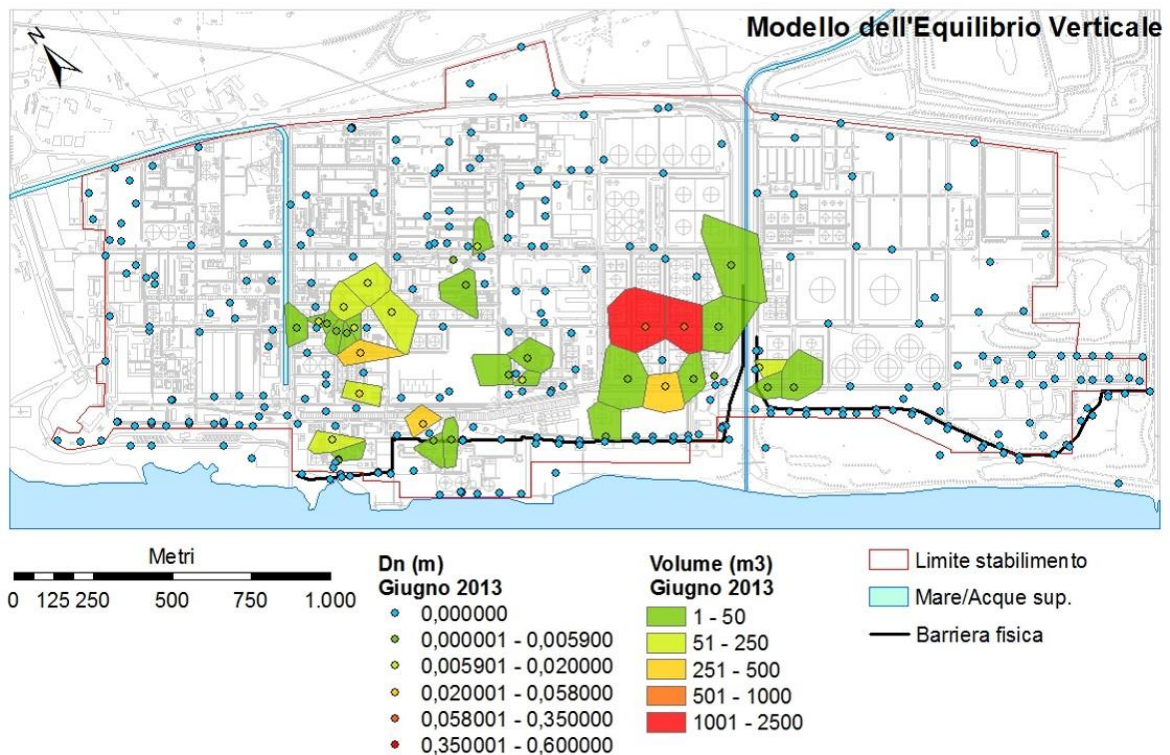 Modello dell'Equilibrio Verticale
N
Metri
0 125 250 500 750 1.000
Dn (m)
Giugno 2013
0,000000
0,000001 - 0,005900
0,005901 - 0,020000
0,020001 - 0,058000
0,058001 - 0,350000
0,350001 - 0,600000
Volume (m3)
Giugno 2013
1 - 50
51 - 250
251 - 500
501 - 1000
1001 - 2500
Limite stabilimento
Mare/Acque sup.
Barriera fisica